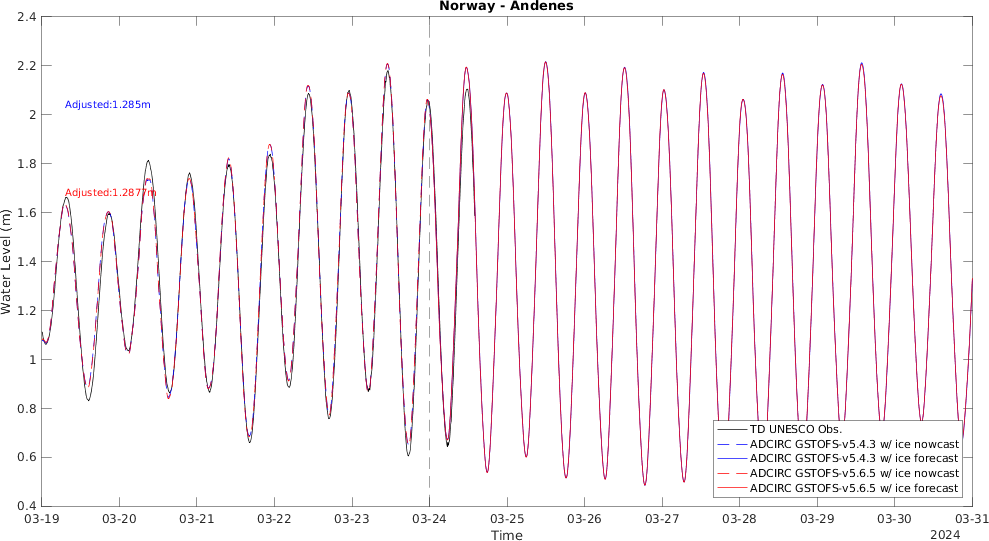 Norway - Andenes
2.4
2.2
2
1.8
1.6
1.4
1.2
1
0.8
0.6
0.4
Water Level (m)
Adjusted:1.285m
Adjusted:1.2877m
TD UNESCO Obs.
ADCIRC GSTOFS-v5.4.3 w/ ice nowcast
ADCIRC GSTOFS-v5.4.3 w/ ice forecast
ADCIRC GSTOFS-v5.6.5 w/ ice nowcast
ADCIRC GSTOFS-v5.6.5 w/ ice forecast
03-19 03-20 03-21 03-22 03-23 03-24 03-25 03-26 03-27 03-28 03-29 03-30 03-31
Time
2024